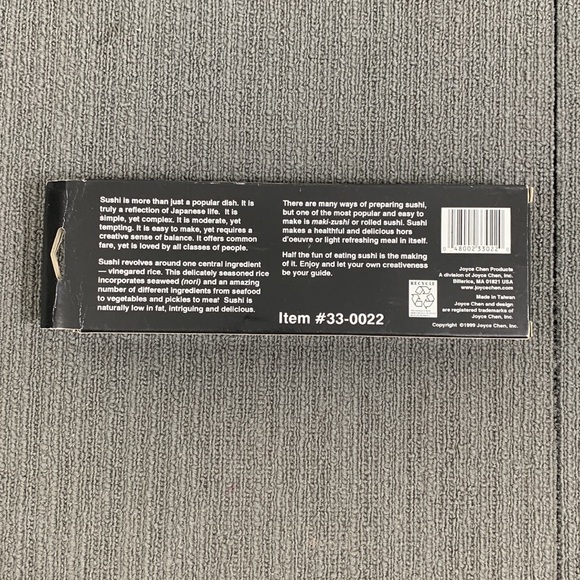 Sushi is more than just a popular dish. It is
truly a reflection of Japanese life. It is
simple, yet complex. It is moderate, yet
tempting. It is easy to make, yet requires a
creative sense of balance. It offers common
fare, yet is loved by all classes of people.
Sushi revolves around one central ingredient
— vinegared rice. This delicately seasoned rice
incorporates seaweed (nori) and an amazing
number of different ingredients from seafood
to vegetables and pickles to meat Sushi is
naturally low in fat, intriguing and delicious.
There are many ways of preparing sushi,
but one of the most popular and easy to
make is maki-zushi or rolled sushi. Sushi
makes a healthful and delicious hors
d'oeuvre or light refreshing meal in itself.
Half the fun of eating sushi is the making
of it. Enjoy and let your own creativeness
be your guide.
Item #33-0022
0 48002 33022 0
RECYCLE
Joyce Chen Products
A division of Joyce Chen, Inc.
Billerica, MA 01821 USA
www.joycechen.com
Made in Taiwan
Joyce Chen and design
are registered trademarks of
Joyce Chen, Inc.
Copyright ©1999 Joyce Chen, Inc.